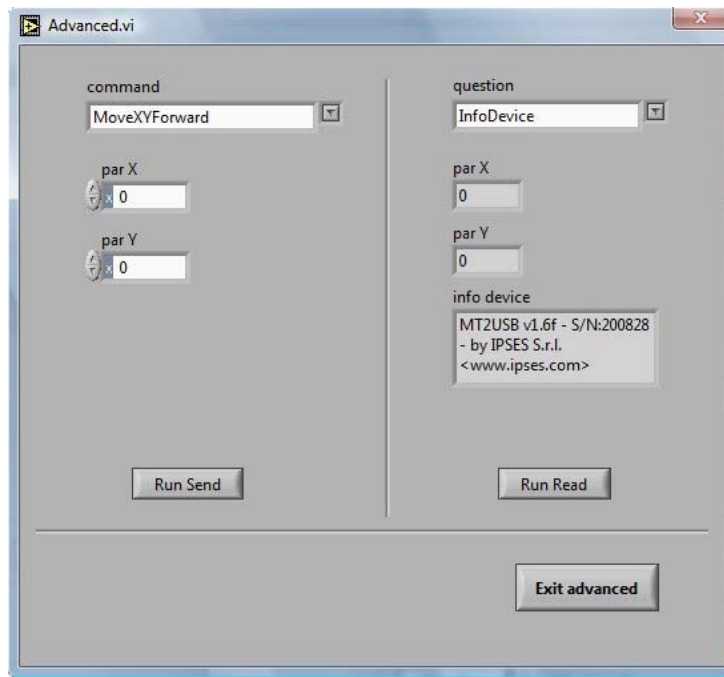 Advanced.vi
command
MoveXYForward
par X
x 0
par Y
x 0
Run Send
question
InfoDevice
par X
0
par Y
0
info device
MT2USB v1.6f - S/N:200828
- by IPSES S.r.l.
<www.ipses.com>
Run Read
Exit advanced